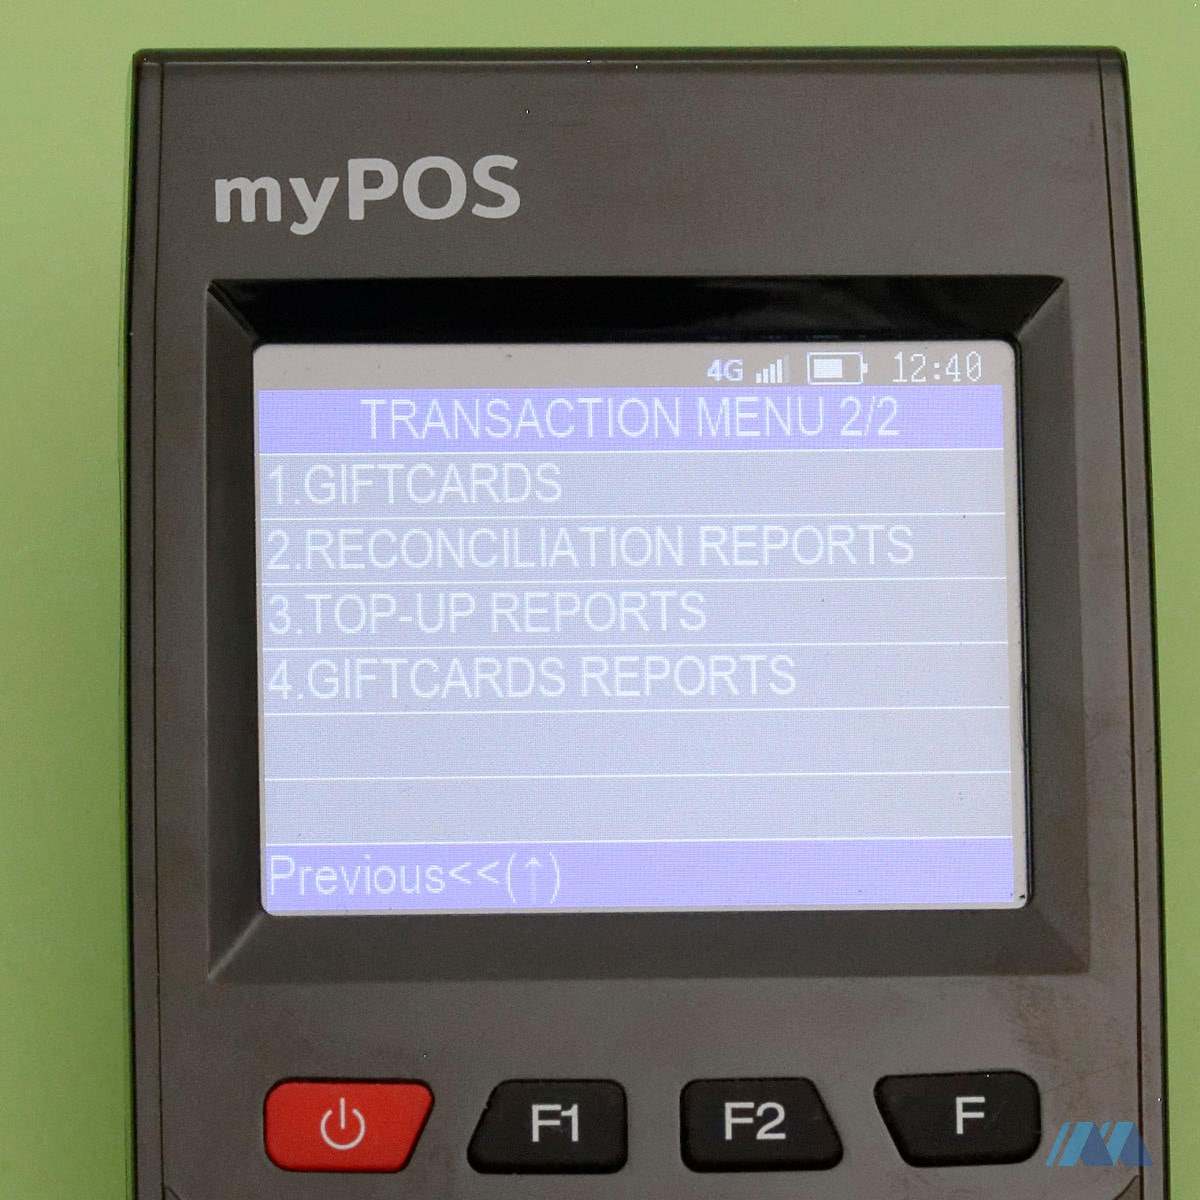 myPOS
4G 12:40
TRANSACTION MENU 2/2
1.GIFTCARDS
2.RECONCILIATION REPORTS
3.TOP-UP REPORTS
4.GIFTCARDS REPORTS
Previous<<(↑)
F1 F2 F